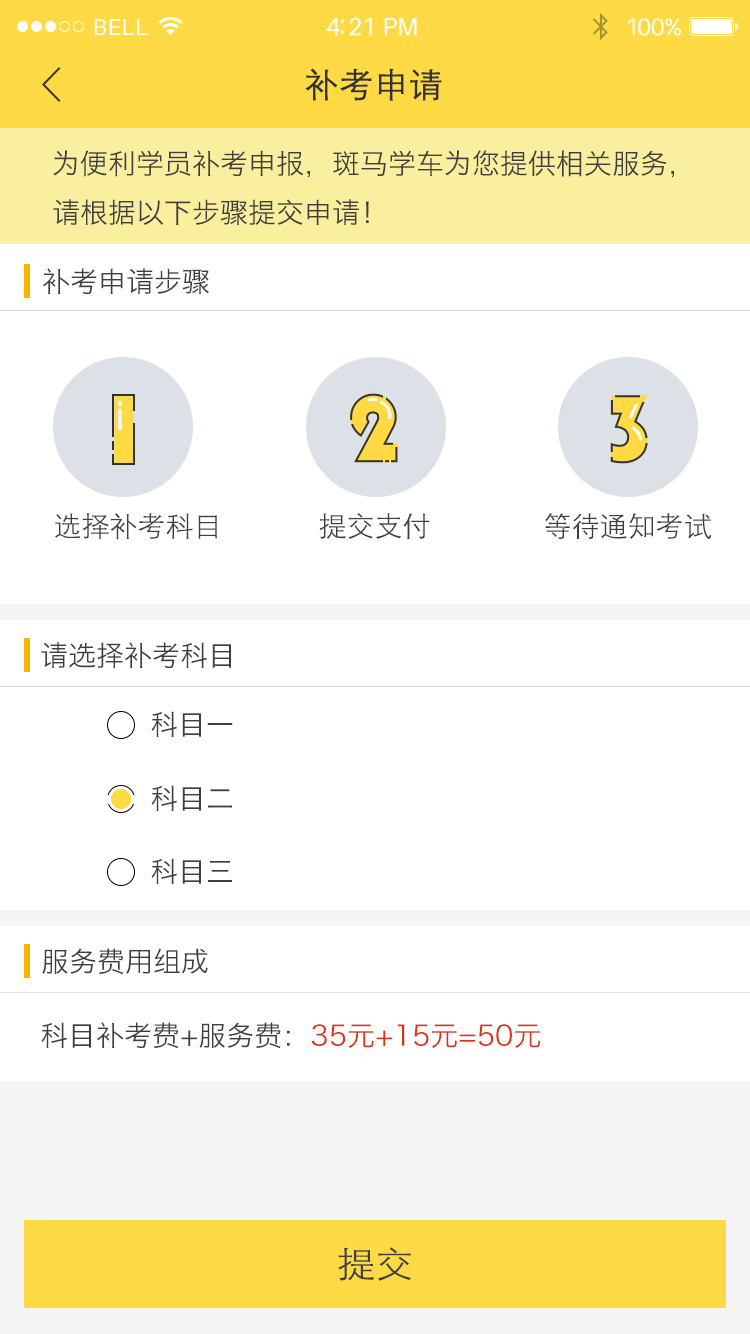 BELL 4:21 PM 100%
补考申请
为便利学员补考申报，斑马学车为您提供相关服务，
请根据以下步骤提交申请！
补考申请步骤
1 2 3
选择补考科目 提交支付 等待通知考试
请选择补考科目
科目一
科目二
科目三
服务费用组成
科目补考费+服务费：35元+15元=50元
提交